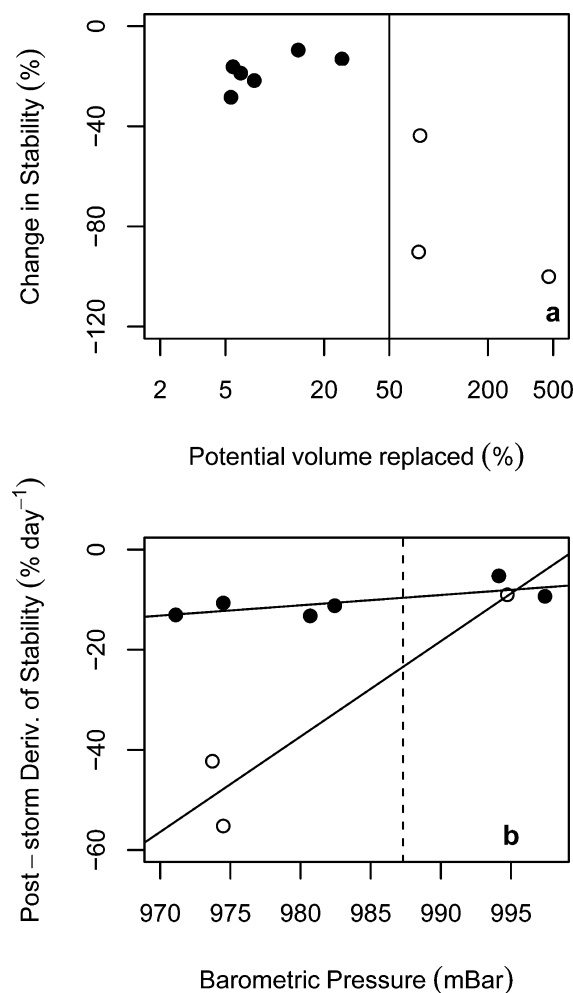 0
−40
−80
−120
Change in Stability (%)
a
2 5 20 50 200 500
Potential volume replaced (%)
0
−20
−40
−60
Post − storm Deriv. of Stability (% day−1)
b
970 975 980 985 990 995
Barometric Pressure (mBar)